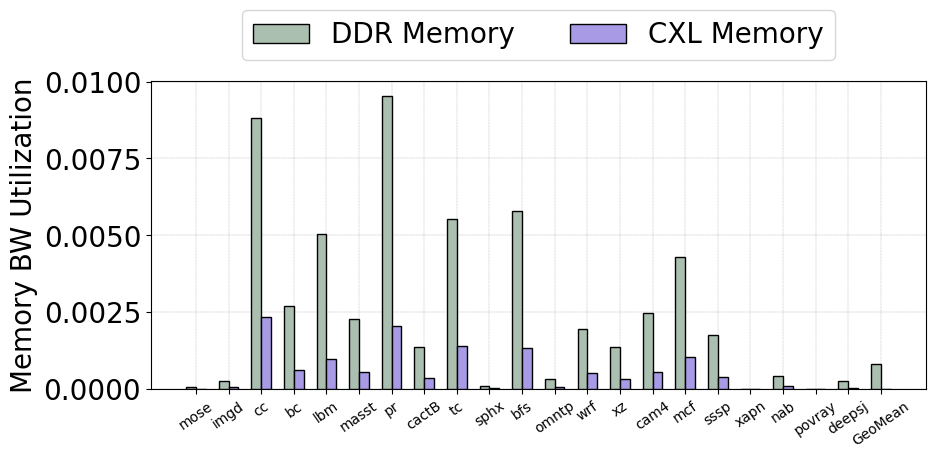 DDR Memory CXL Memory
Memory BW Utilization
0.0100
0.0075
0.0050
0.0025
0.0000
mose imgd cc bc lbm masst pr cactB tc sphx bfs omntp wrf xz cam4 mcf sssp xapn nab povray deepsj GeoMean